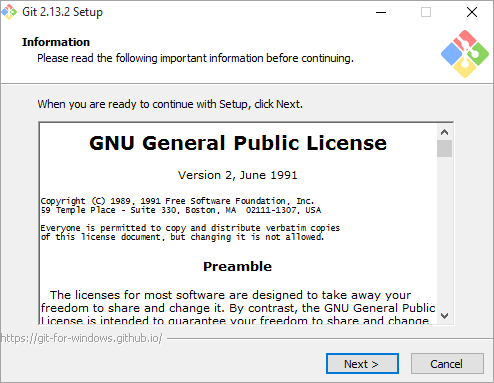 Git 2.13.2 Setup
Information
Please read the following important information before continuing.
When you are ready to continue with Setup, click Next.
GNU General Public License
Version 2, June 1991
Copyright (C) 1989, 1991 Free Software Foundation, Inc.
59 Temple Place - Suite 330, Boston, MA  02111-1307, USA
Everyone is permitted to copy and distribute verbatim copies
of this license document, but changing it is not allowed.
Preamble
The licenses for most software are designed to take away your
freedom to share and change it. By contrast, the GNU General Public
License is intended to guarantee your freedom to share and change
https://git-for-windows.github.io/
Next >
Cancel